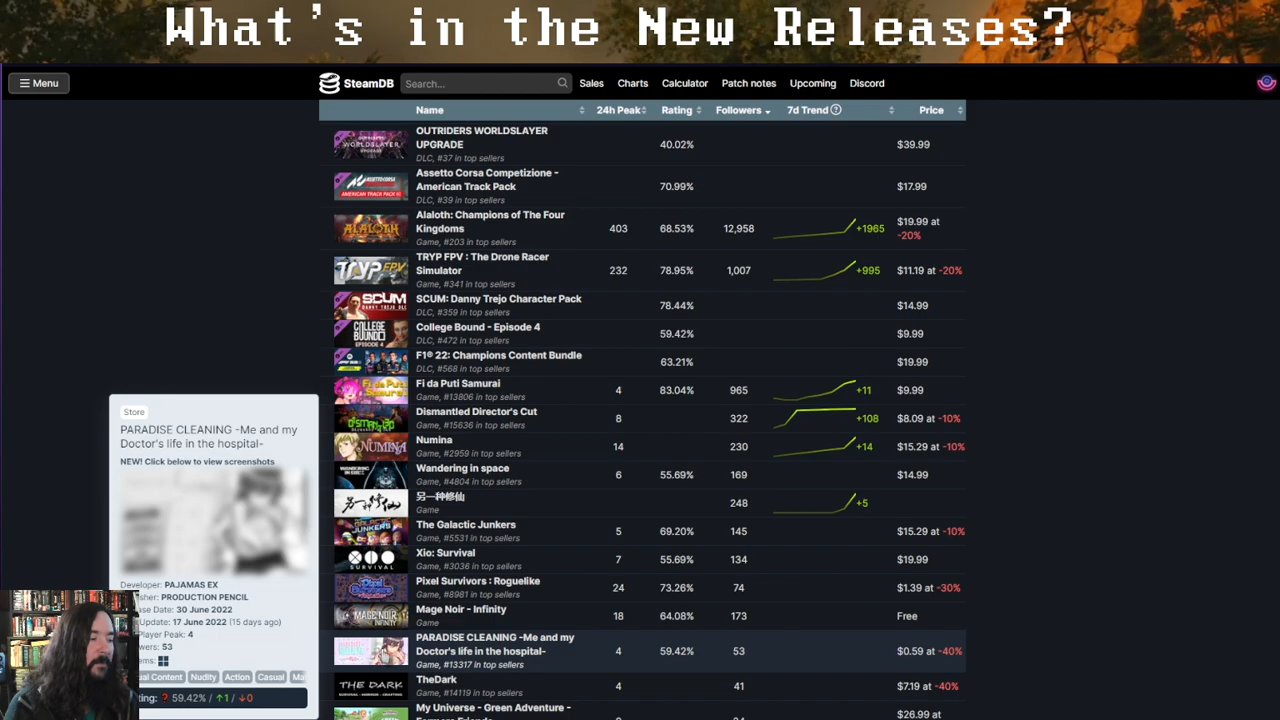 What's in the New Releases?
Menu
SteamDB
Search...
Sales
Charts
Calculator
Patch notes
Upcoming
Discord
Name
24h Peak
Rating
Followers
7d Trend
Price
OUTRIDERS WORLDSLAYER
UPGRADE
DLC, #37 in top sellers
40.02%
$39.99
Assetto Corsa Competizione -
American Track Pack
DLC, #39 in top sellers
70.99%
$17.99
Alaloth: Champions of The Four
Kingdoms
Game, #203 in top sellers
403
68.53%
12,958
+1965
$19.99 at
-20%
TRYP FPV : The Drone Racer
Simulator
Game, #341 in top sellers
232
78.95%
1,007
+995
$11.19 at -20%
SCUM: Danny Trejo Character Pack
DLC, #359 in top sellers
78.44%
$14.99
College Bound - Episode 4
DLC, #472 in top sellers
59.42%
$9.99
F1® 22: Champions Content Bundle
DLC, #568 in top sellers
63.21%
$19.99
Fi da Puti Samurai
Game, #13806 in top sellers
4
83.04%
965
+11
$9.99
Dismantled Director's Cut
Game, #15636 in top sellers
8
322
+108
$8.09 at -10%
Numina
Game, #2959 in top sellers
14
230
+14
$15.29 at -10%
Wandering in space
Game, #4804 in top sellers
6
55.69%
169
$14.99
另一种修仙
Game
248
+5
The Galactic Junkers
Game, #5531 in top sellers
5
69.20%
145
$15.29 at -10%
Xio: Survival
Game, #3036 in top sellers
7
55.69%
134
$19.99
Pixel Survivors : Roguelike
Game, #8981 in top sellers
24
73.26%
74
$1.39 at -30%
Mage Noir - Infinity
Game
18
64.08%
173
Free
PARADISE CLEANING -Me and my
Doctor's life in the hospital-
Game, #13317 in top sellers
4
59.42%
53
$0.59 at -40%
TheDark
Game, #14119 in top sellers
4
41
$7.19 at -40%
My Universe - Green Adventure -
$26.99 at
Store
PARADISE CLEANING -Me and my
Doctor's life in the hospital-
NEW! Click below to view screenshots
Developer: PAJAMAS EX
sher: PRODUCTION PENCIL
ase Date: 30 June 2022
Update: 17 June 2022 (15 days ago)
Player Peak: 4
wers: 53
ems:
ual Content
Nudity
Action
Casual
Ma
ting: ? 59.42% / ↑1 / ↓0